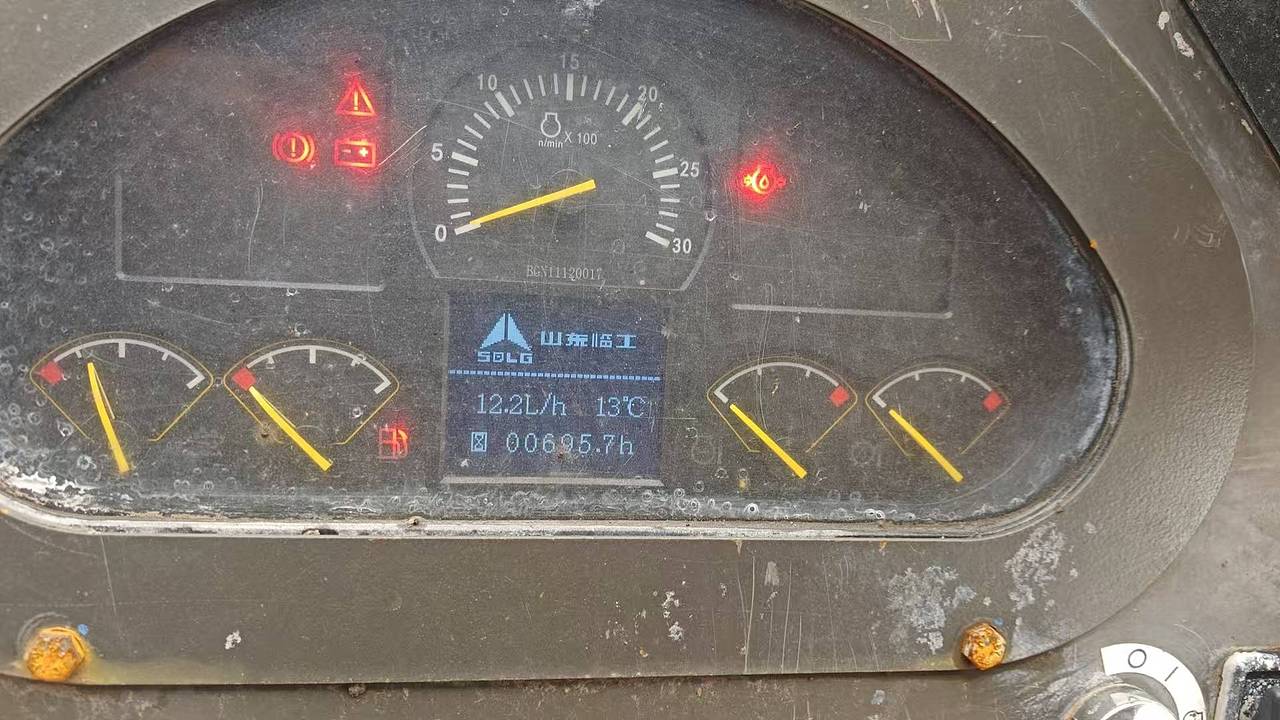 0
5
10
15
20
25
30
n/min X 100
BGN11120017
SDLG 山东临工
12.2L/h 13℃
00695.7h
O I